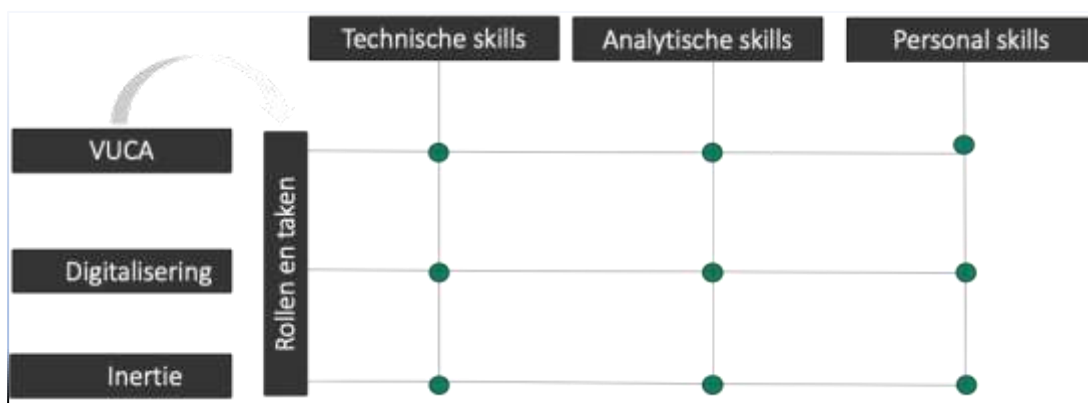 Technische skills
Analytische skills
Personal skills
VUCA
Rollen en taken
Digitalisering
Inertie